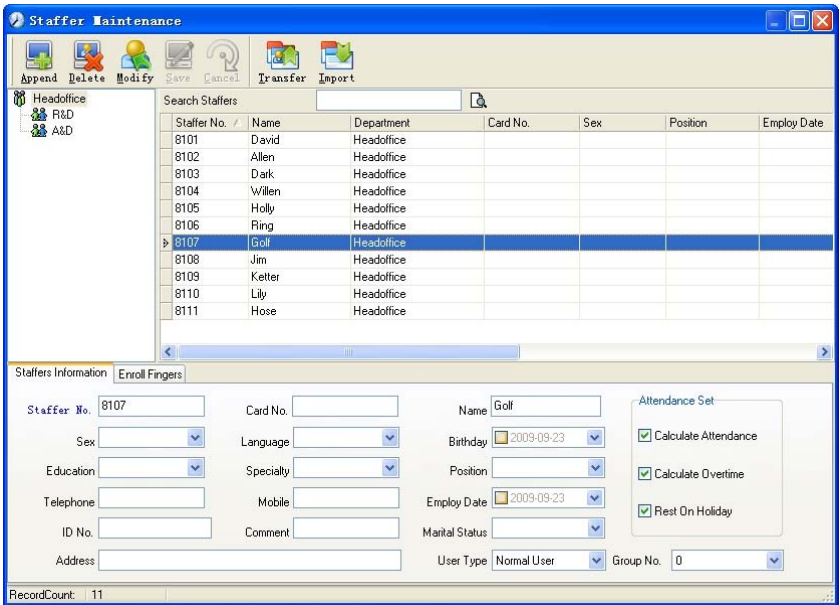 Staffer Maintenance
Append Delete Modify Save Cancel Transfer Import
Headoffice
R&D
A&D
Search Staffers
Staffer No. Name Department Card No. Sex Position Employ Date
8101 David Headoffice
8102 Allen Headoffice
8103 Dark Headoffice
8104 Willen Headoffice
8105 Holly Headoffice
8106 Ring Headoffice
8107 Golf Headoffice
8108 Jim Headoffice
8109 Ketter Headoffice
8110 Lily Headoffice
8111 Hose Headoffice
Staffers Information Enroll Fingers
Staffer No. 8107 Card No. Name Golf Attendance Set
Sex Language Birthday 2009-09-23 Calculate Attendance
Education Specialty Position Calculate Overtime
Telephone Mobile Employ Date 2009-09-23 Rest On Holiday
ID No. Comment Marital Status
Address User Type Normal User Group No. 0
RecordCount: 11